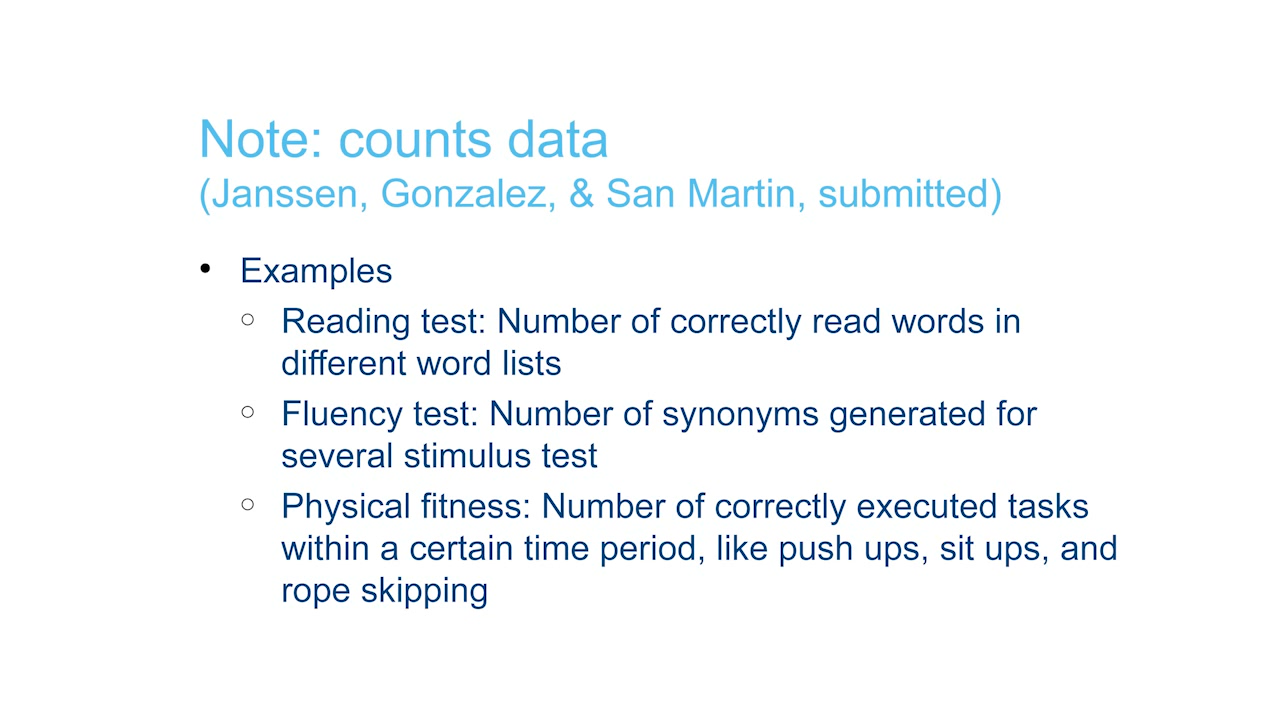 Note: counts data
(Janssen, Gonzalez, & San Martin, submitted)
• Examples
○ Reading test: Number of correctly read words in
different word lists
○ Fluency test: Number of synonyms generated for
several stimulus test
○ Physical fitness: Number of correctly executed tasks
within a certain time period, like push ups, sit ups, and
rope skipping